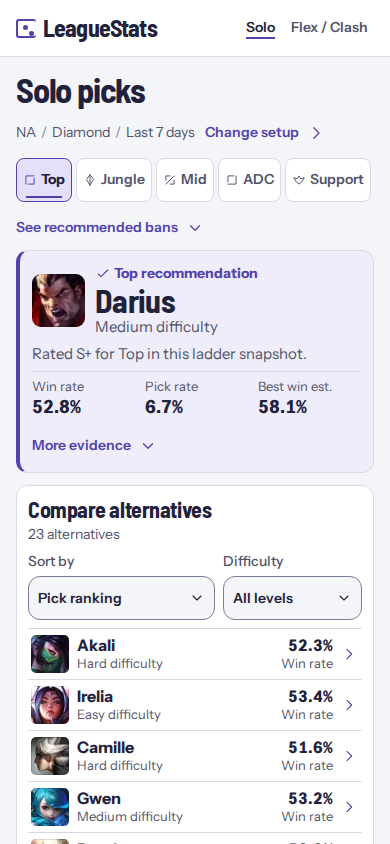 LeagueStats
Solo
Flex / Clash
Solo picks
NA / Diamond / Last 7 days Change setup
Top
Jungle
Mid
ADC
Support
See recommended bans
Top recommendation
Darius
Medium difficulty
Rated S+ for Top in this ladder snapshot.
Win rate
Pick rate
Best win est.
52.8%
6.7%
58.1%
More evidence
Compare alternatives
23 alternatives
Sort by
Difficulty
Pick ranking
All levels
Akali
52.3%
Hard difficulty
Win rate
Irelia
53.4%
Easy difficulty
Win rate
Camille
51.6%
Hard difficulty
Win rate
Gwen
53.2%
Medium difficulty
Win rate